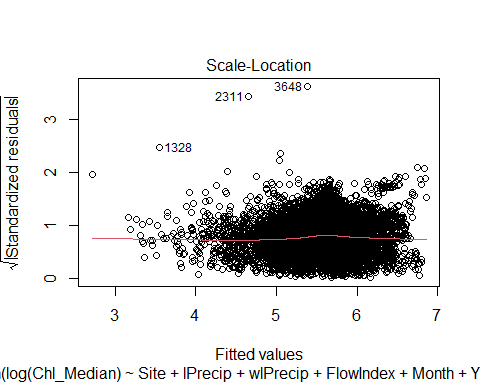 Scale-Location
3648
2311
1328
√|Standardized residuals|
0 1 2 3
3 4 5 6 7
Fitted values
(log(Chl_Median) ~ Site + lPrecip + wlPrecip + FlowIndex + Month + Y